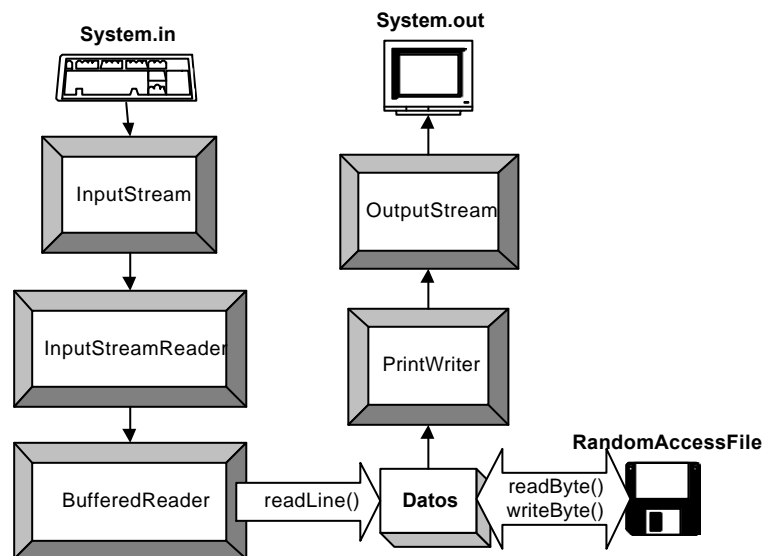 System.in
System.out
InputStream
OutputStream
InputStreamReader
PrintWriter
RandomAccessFile
BufferedReader
readLine()
Datos
readByte()
writeByte()